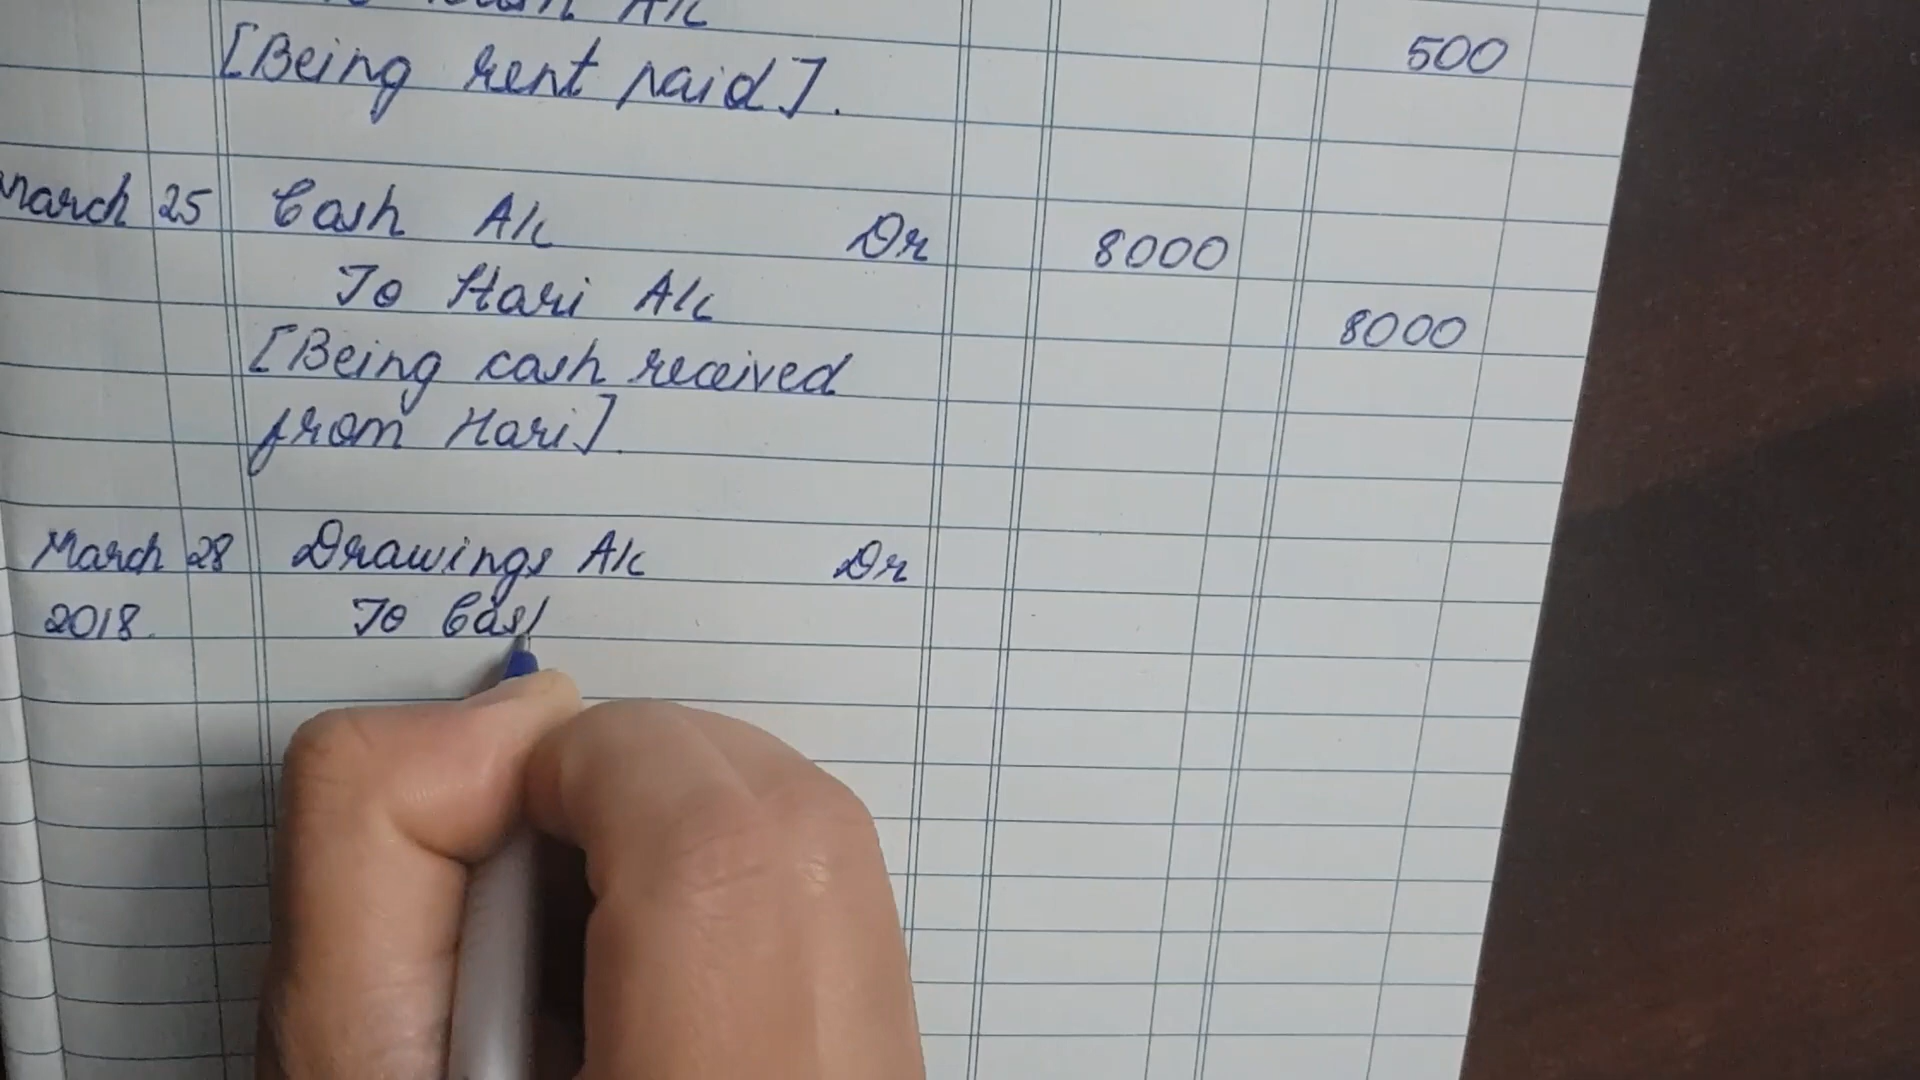 A/c 500
[Being rent paid].
March 25 Cash A/c Dr 8000
To Hari A/c 8000
[Being cash received
from Hari].
March 28 Drawings A/c Dr
2018. To Cash